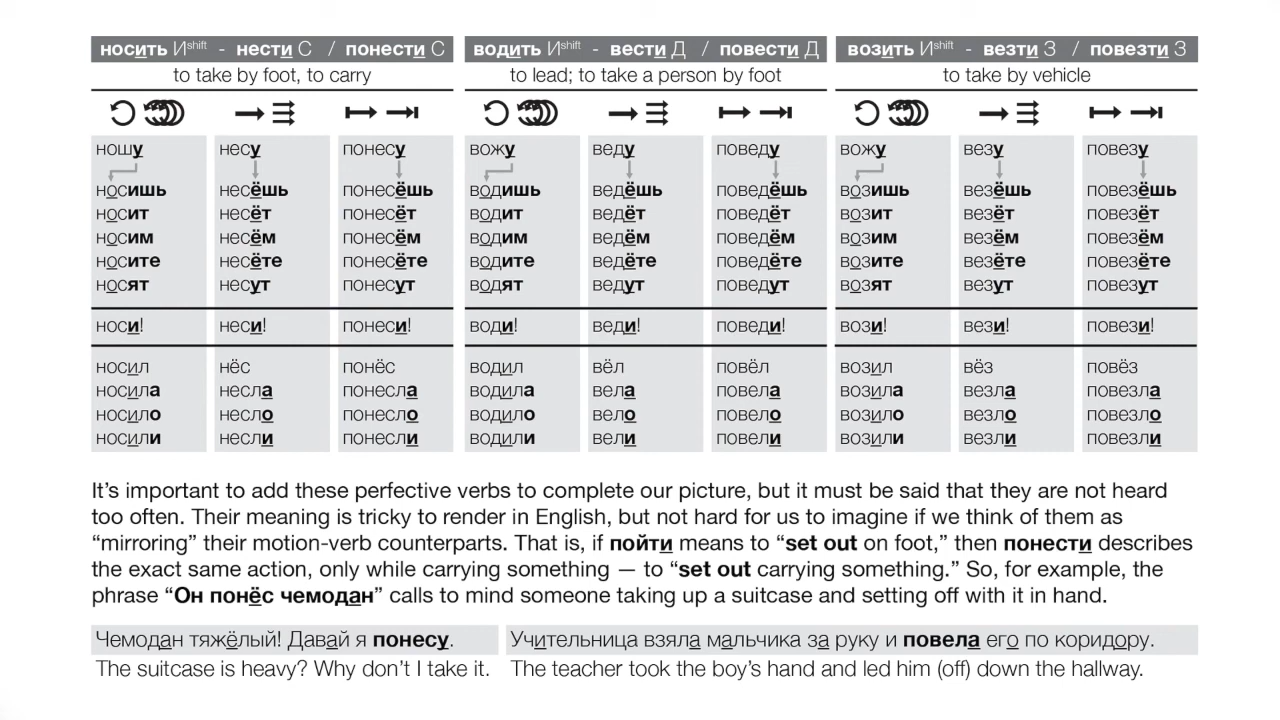 носить Иshift - нести С / понести С водить Иshift - вести Д / повести Д возить Иshift - везти З / повезти З
to take by foot, to carry to lead; to take a person by foot to take by vehicle
ношу несу понесу вожу веду поведу вожу везу повезу
носишь несёшь понесёшь водишь ведёшь поведёшь возишь везёшь повезёшь
носит несёт понесёт водит ведёт поведёт возит везёт повезёт
носим несём понесём водим ведём поведём возим везём повезём
носите несёте понесёте водите ведёте поведёте возите везёте повезёте
носят несут понесут водят ведут поведут возят везут повезут
носи! неси! понеси! води! веди! поведи! вози! вези! повези!
носил нёс понёс водил вёл повёл возил вёз повёз
носила несла понесла водила вела повела возила везла повезла
носило несло понесло водило вело повело возило везло повезло
носили несли понесли водили вели повели возили везли повезли
It’s important to add these perfective verbs to complete our picture, but it must be said that they are not heard
too often. Their meaning is tricky to render in English, but not hard for us to imagine if we think of them as
“mirroring” their motion-verb counterparts. That is, if пойти means to “set out on foot,” then понести describes
the exact same action, only while carrying something — to “set out carrying something.” So, for example, the
phrase “Он понёс чемодан” calls to mind someone taking up a suitcase and setting off with it in hand.
Чемодан тяжёлый! Давай я понесу. Учительница взяла мальчика за руку и повела его по коридору.
The suitcase is heavy? Why don’t I take it. The teacher took the boy’s hand and led him (off) down the hallway.